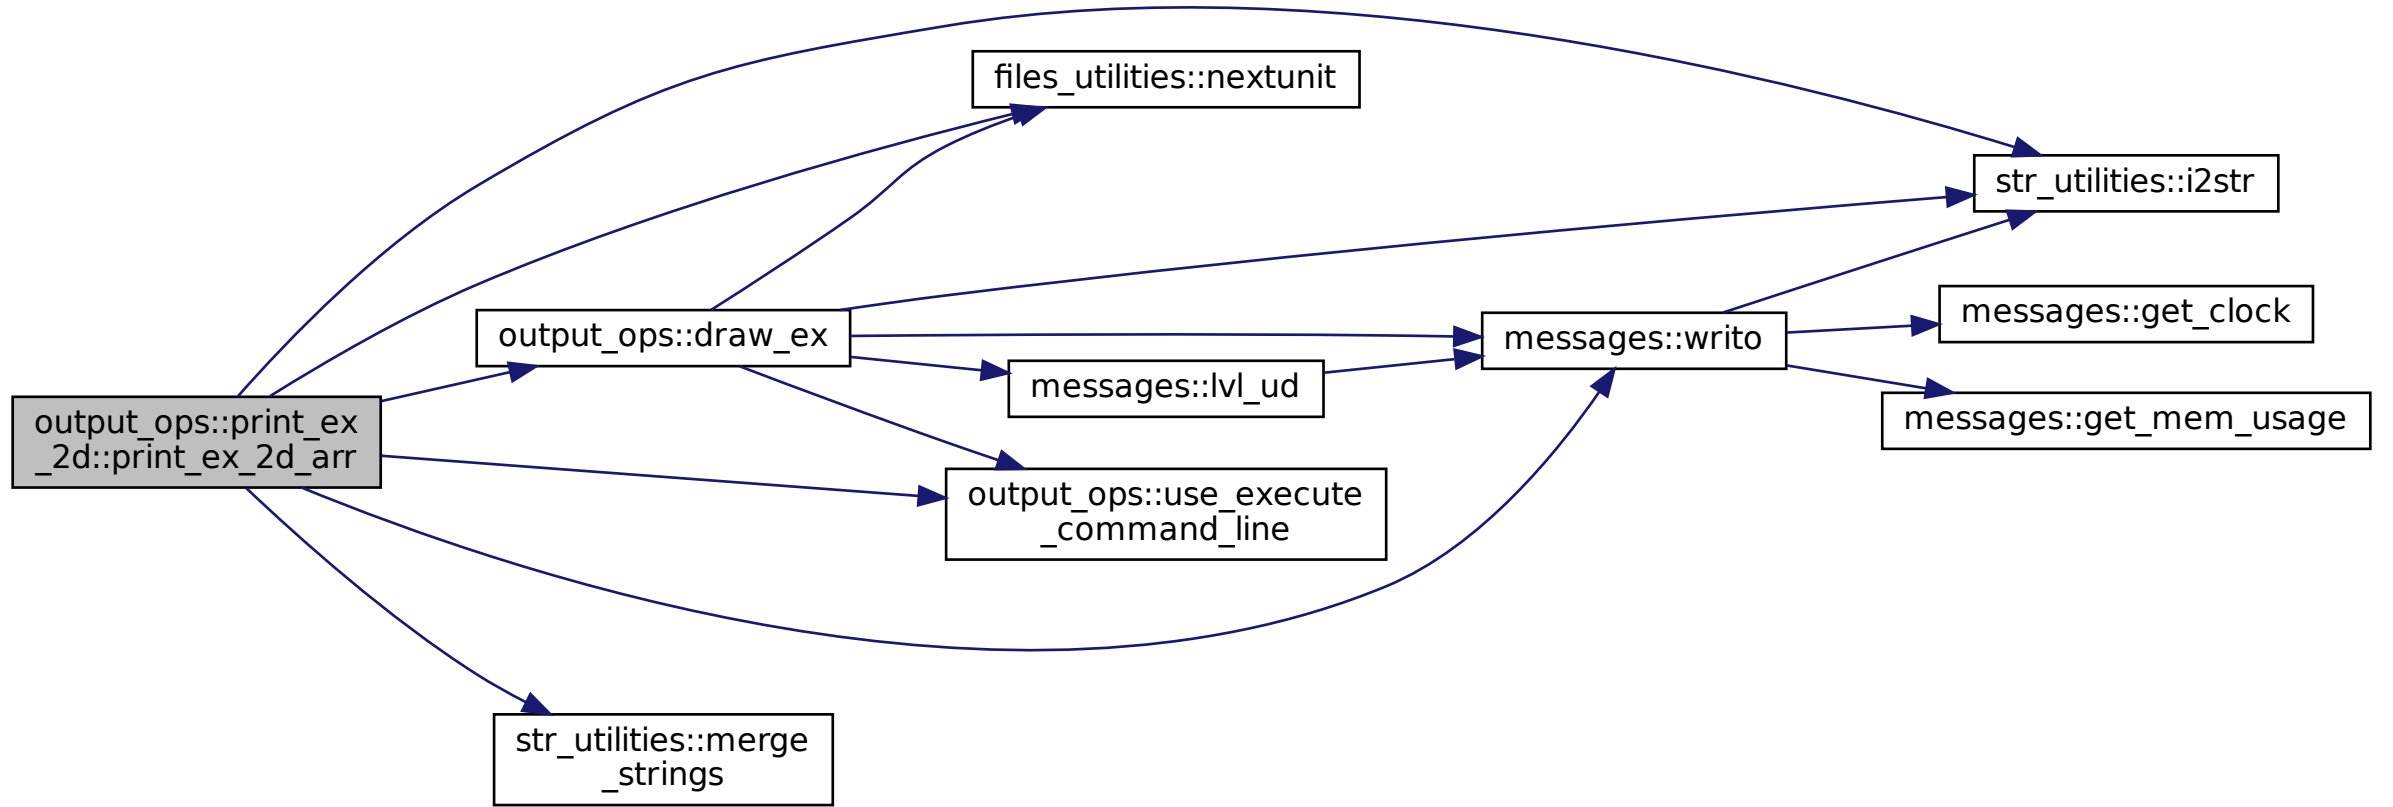 files_utilities::nextunit
str_utilities::i2str
messages::get_clock
output_ops::draw_ex
messages::writo
messages::lvl_ud
messages::get_mem_usage
output_ops::print_ex
_2d::print_ex_2d_arr
output_ops::use_execute
_command_line
str_utilities::merge
_strings